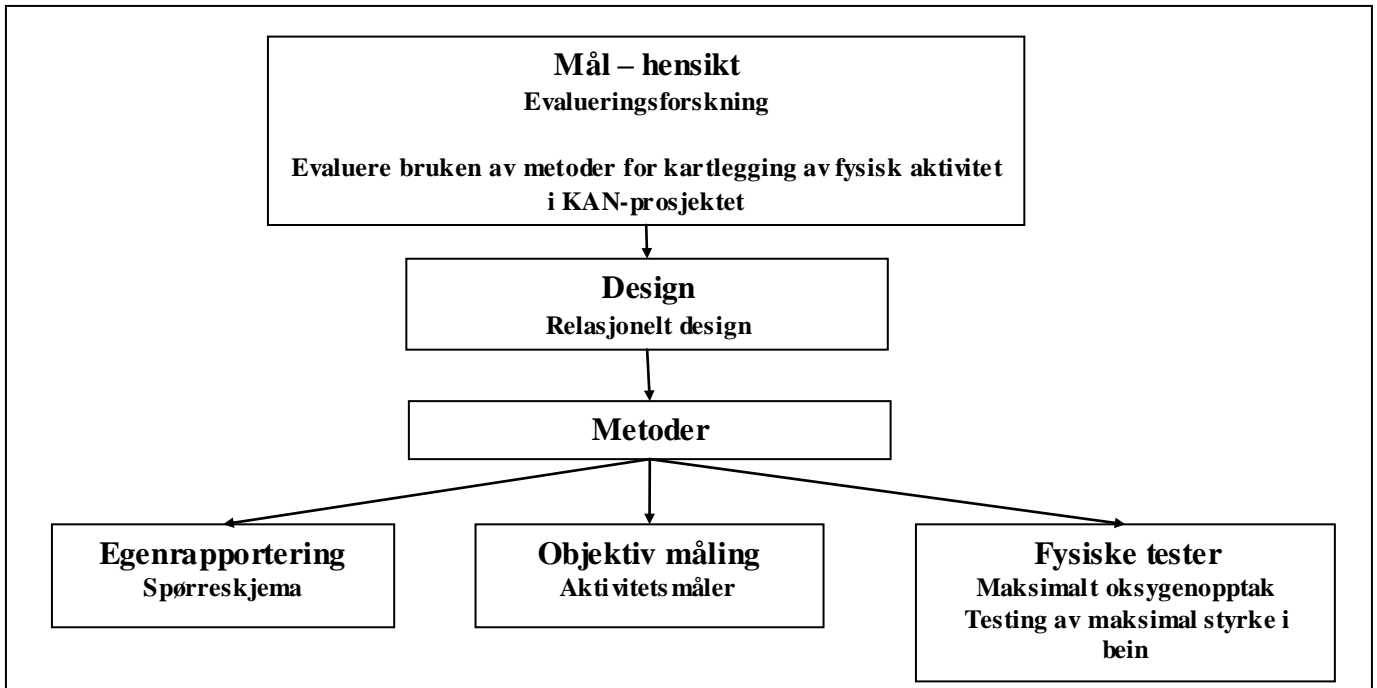 Mål – hensikt
Evalueringsforskning
Evaluere bruken av metoder for kartlegging av fysisk aktivitet
i KAN-prosjektet
Design
Relasjonelt design
Metoder
Egenrapportering
Spørreskjema
Objektiv måling
Aktivitetsmåler
Fysiske tester
Maksimalt oksygenopptak
Testing av maksimal styrke i
bein